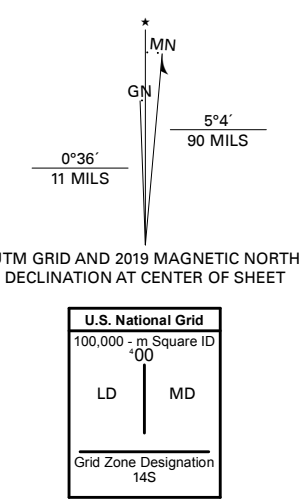 ★
MN
GN
5°4´
90 MILS
0°36´
11 MILS
UTM GRID AND 2019 MAGNETIC NORTH
DECLINATION AT CENTER OF SHEET
U.S. National Grid
100,000 - m Square ID
⁴00
LD MD
Grid Zone Designation
14S